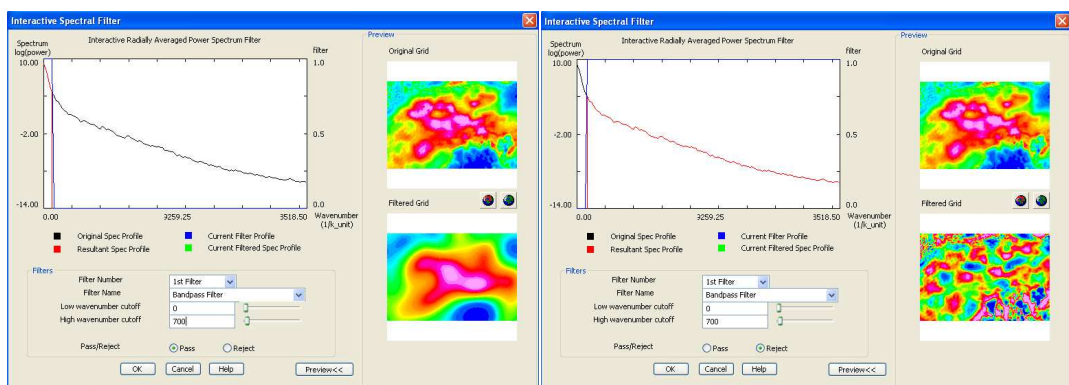 Interactive Spectral Filter
Spectrum
log(power)
Interactive Radially Averaged Power Spectrum Filter
filter
10.00
1.0
-2.00
0.5
-14.00
0.0
0.00
3259.25
3518.50
Wavenumber
(1/k_unit)
Original Spec Profile
Current Filter Profile
Resultant Spec Profile
Current Filtered Spec Profile
Filters
Filter Number
1st Filter
Filter Name
Bandpass Filter
Low wavenumber cutoff
0
High wavenumber cutoff
700
Pass/Reject
Pass
Reject
OK
Cancel
Help
Preview<<
Preview
Original Grid
Filtered Grid
Interactive Spectral Filter
Spectrum
log(power)
Interactive Radially Averaged Power Spectrum Filter
filter
10.00
1.0
-2.00
0.5
-14.00
0.0
0.00
3259.25
3518.50
Wavenumber
(1/k_unit)
Original Spec Profile
Current Filter Profile
Resultant Spec Profile
Current Filtered Spec Profile
Filters
Filter Number
1st Filter
Filter Name
Bandpass Filter
Low wavenumber cutoff
0
High wavenumber cutoff
700
Pass/Reject
Pass
Reject
OK
Cancel
Help
Preview<<
Preview
Original Grid
Filtered Grid